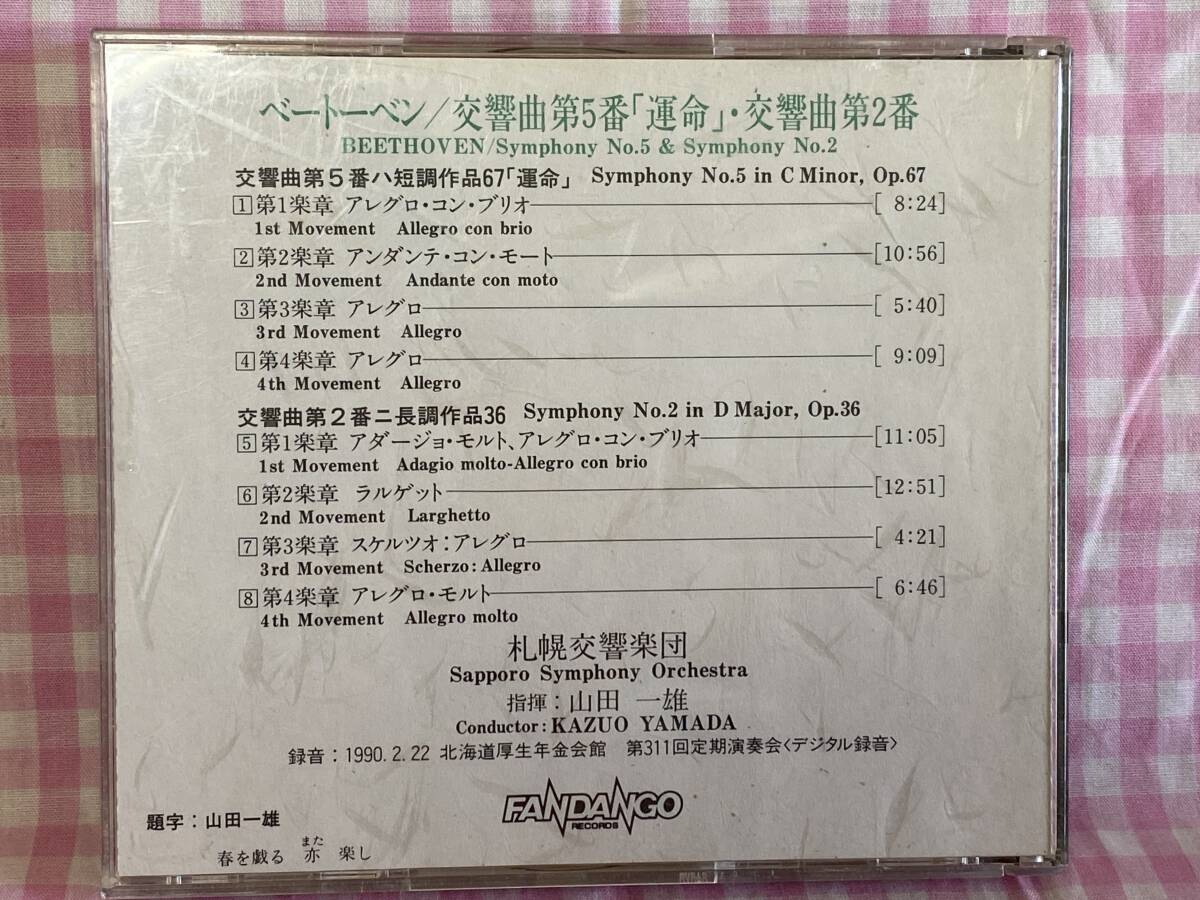 ベートーベン/交響曲第5番「運命」・交響曲第2番
BEETHOVEN/Symphony No.5 & Symphony No.2
交響曲第5番ハ短調作品67「運命」 Symphony No.5 in C Minor, Op.67
1 第1楽章 アレグロ・コン・ブリオ [ 8:24]
1st Movement Allegro con brio
2 第2楽章 アンダンテ・コン・モート [10:56]
2nd Movement Andante con moto
3 第3楽章 アレグロ [ 5:40]
3rd Movement Allegro
4 第4楽章 アレグロ [ 9:09]
4th Movement Allegro
交響曲第2番ニ長調作品36 Symphony No.2 in D Major, Op.36
5 第1楽章 アダージョ・モルト、アレグロ・コン・ブリオ [11:05]
1st Movement Adagio molto-Allegro con brio
6 第2楽章 ラルゲット [12:51]
2nd Movement Larghetto
7 第3楽章 スケルツオ:アレグロ [ 4:21]
3rd Movement Scherzo: Allegro
8 第4楽章 アレグロ・モルト [ 6:46]
4th Movement Allegro molto
札幌交響楽団
Sapporo Symphony Orchestra
指揮:山田 一雄
Conductor: KAZUO YAMADA
録音:1990.2.22 北海道厚生年金会館 第311回定期演奏会〈デジタル録音〉
FANDANGO
RECORDS
題字:山田一雄
また
春を戯る 亦 楽し